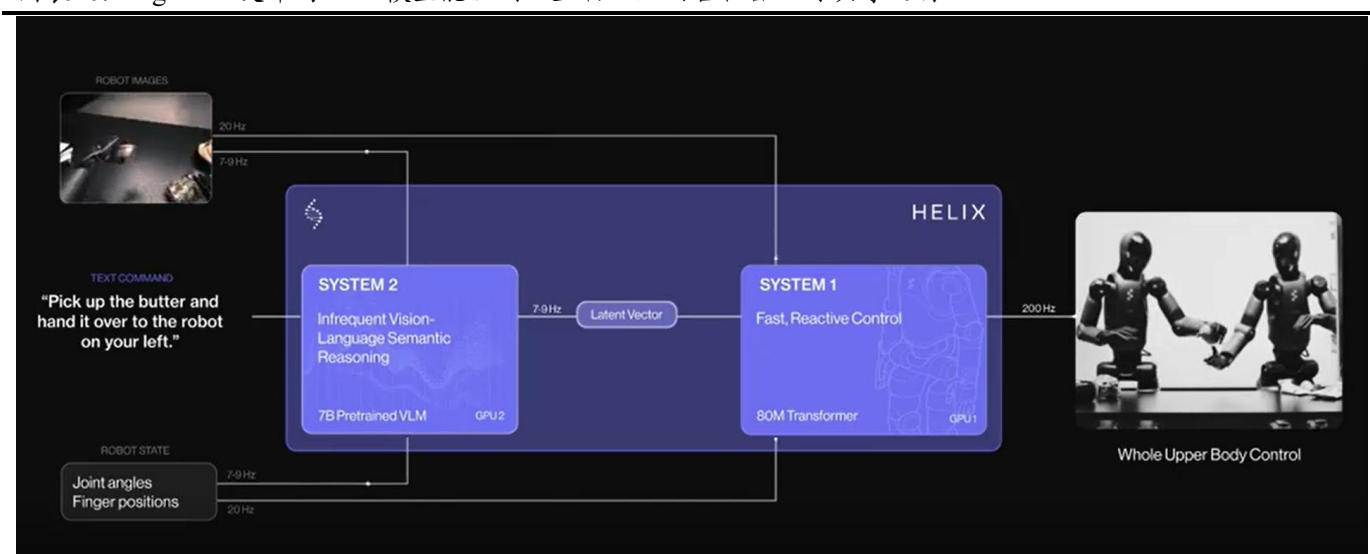 ROBOT IMAGES
20 Hz
7-9 Hz
HELIX
TEXT COMMAND
“Pick up the butter and
hand it over to the robot
on your left.”
SYSTEM 2
Infrequent Vision-
Language Semantic
Reasoning
7B Pretrained VLM
GPU 2
7-9 Hz
Latent Vector
SYSTEM 1
Fast, Reactive Control
80M Transformer
GPU 1
200 Hz
Whole Upper Body Control
ROBOT STATE
Joint angles
Finger positions
7-9 Hz
20 Hz